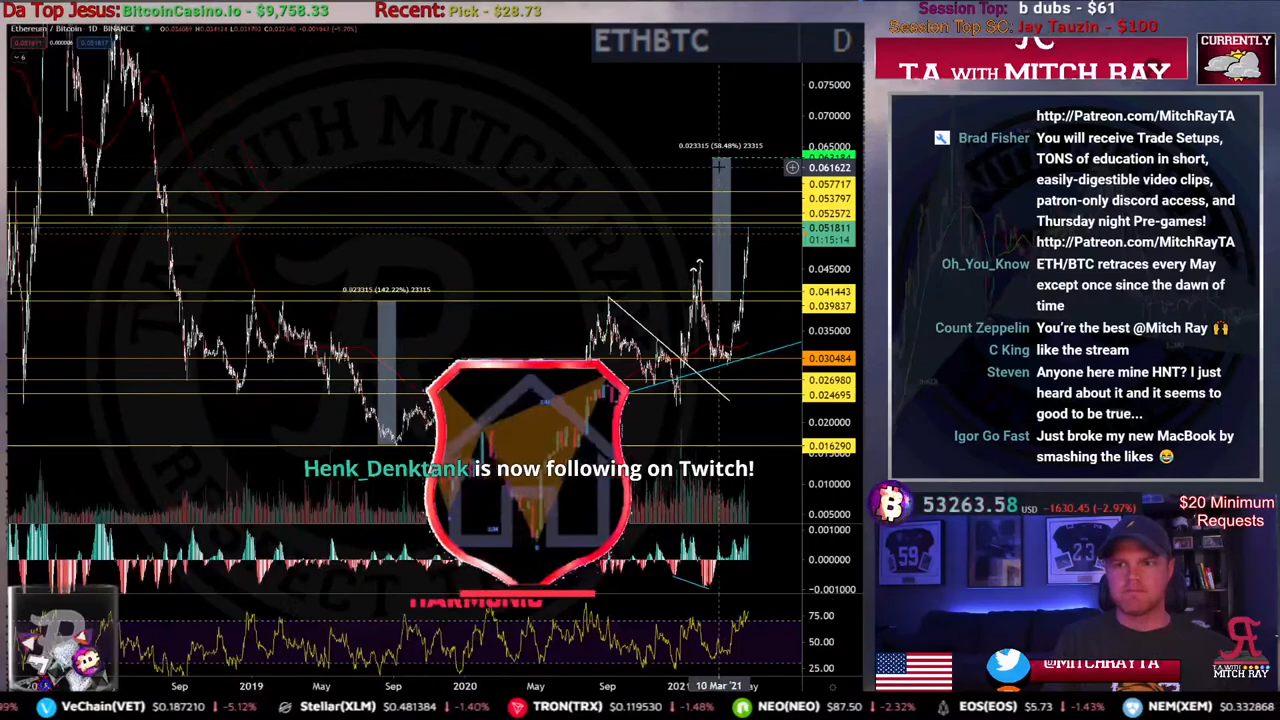 Da Top Jesus: BitcoinCasino.io - $9,758.33
Recent: Pick - $28.73
Session Top: b dubs - $61
Session Top SC: Jay Tauzin - $100
Ethereum / Bitcoin 1D BINANCE
ETHBTC
D
T.A. WITH MITCH RAY
CURRENTLY
0.075000
0.070000
0.065000
0.061622
0.057717
0.053797
0.052572
0.051811
01:15:14
0.045000
0.041443
0.039837
0.035000
0.030484
0.026980
0.024695
0.020000
0.016290
0.010000
0.005000
0.001000
0.000000
-0.001000
75.00
50.00
25.00
0.023315 (58.48%) 23315
0.023315 (142.22%) 23315
Henk_Denktank is now following on Twitch!
Sep
2019
May
Sep
2020
May
Sep
2021
10 Mar '21
http://Patreon.com/MitchRayTA
Brad Fisher You will receive Trade Setups,
TONS of education in short,
easily-digestible video clips,
patron-only discord access, and
Thursday night Pre-games!
http://Patreon.com/MitchRayTA
Oh_You_Know ETH/BTC retraces every May
except once since the dawn of
time
Count Zeppelin You're the best @Mitch Ray 🙌
C King like the stream
Steven Anyone here mine HNT? I just
heard about it and it seems to
good to be true...
Igor Go Fast Just broke my new MacBook by
smashing the likes 😂
53263.58 USD -1630.45 (-2.97%)
$20 Minimum
Requests
59
23
@MITCHRAYTA
T.A. WITH
MITCH RAY
VeChain(VET) $0.187210 -5.12% Stellar(XLM) $0.481384 -1.40% TRON(TRX) $0.119530 -1.48% NEO(NEO) $87.50 -2.32% EOS(EOS) $5.73 -1.43% NEM(XEM) $0.332868